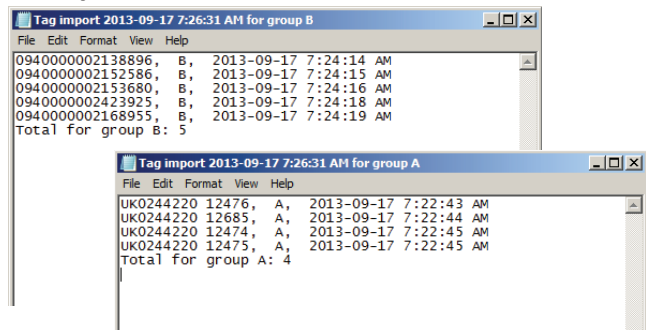 Tag import 2013-09-17 7:26:31 AM for group B
File Edit Format View Help
0940000002138896, B, 2013-09-17 7:24:14 AM
0940000002152586, B, 2013-09-17 7:24:15 AM
0940000002153680, B, 2013-09-17 7:24:16 AM
0940000002423925, B, 2013-09-17 7:24:18 AM
0940000002168955, B, 2013-09-17 7:24:19 AM
Total for group B: 5
Tag import 2013-09-17 7:26:31 AM for group A
File Edit Format View Help
UK0244220 12476, A, 2013-09-17 7:22:43 AM
UK0244220 12685, A, 2013-09-17 7:22:44 AM
UK0244220 12474, A, 2013-09-17 7:22:45 AM
UK0244220 12475, A, 2013-09-17 7:22:45 AM
Total for group A: 4